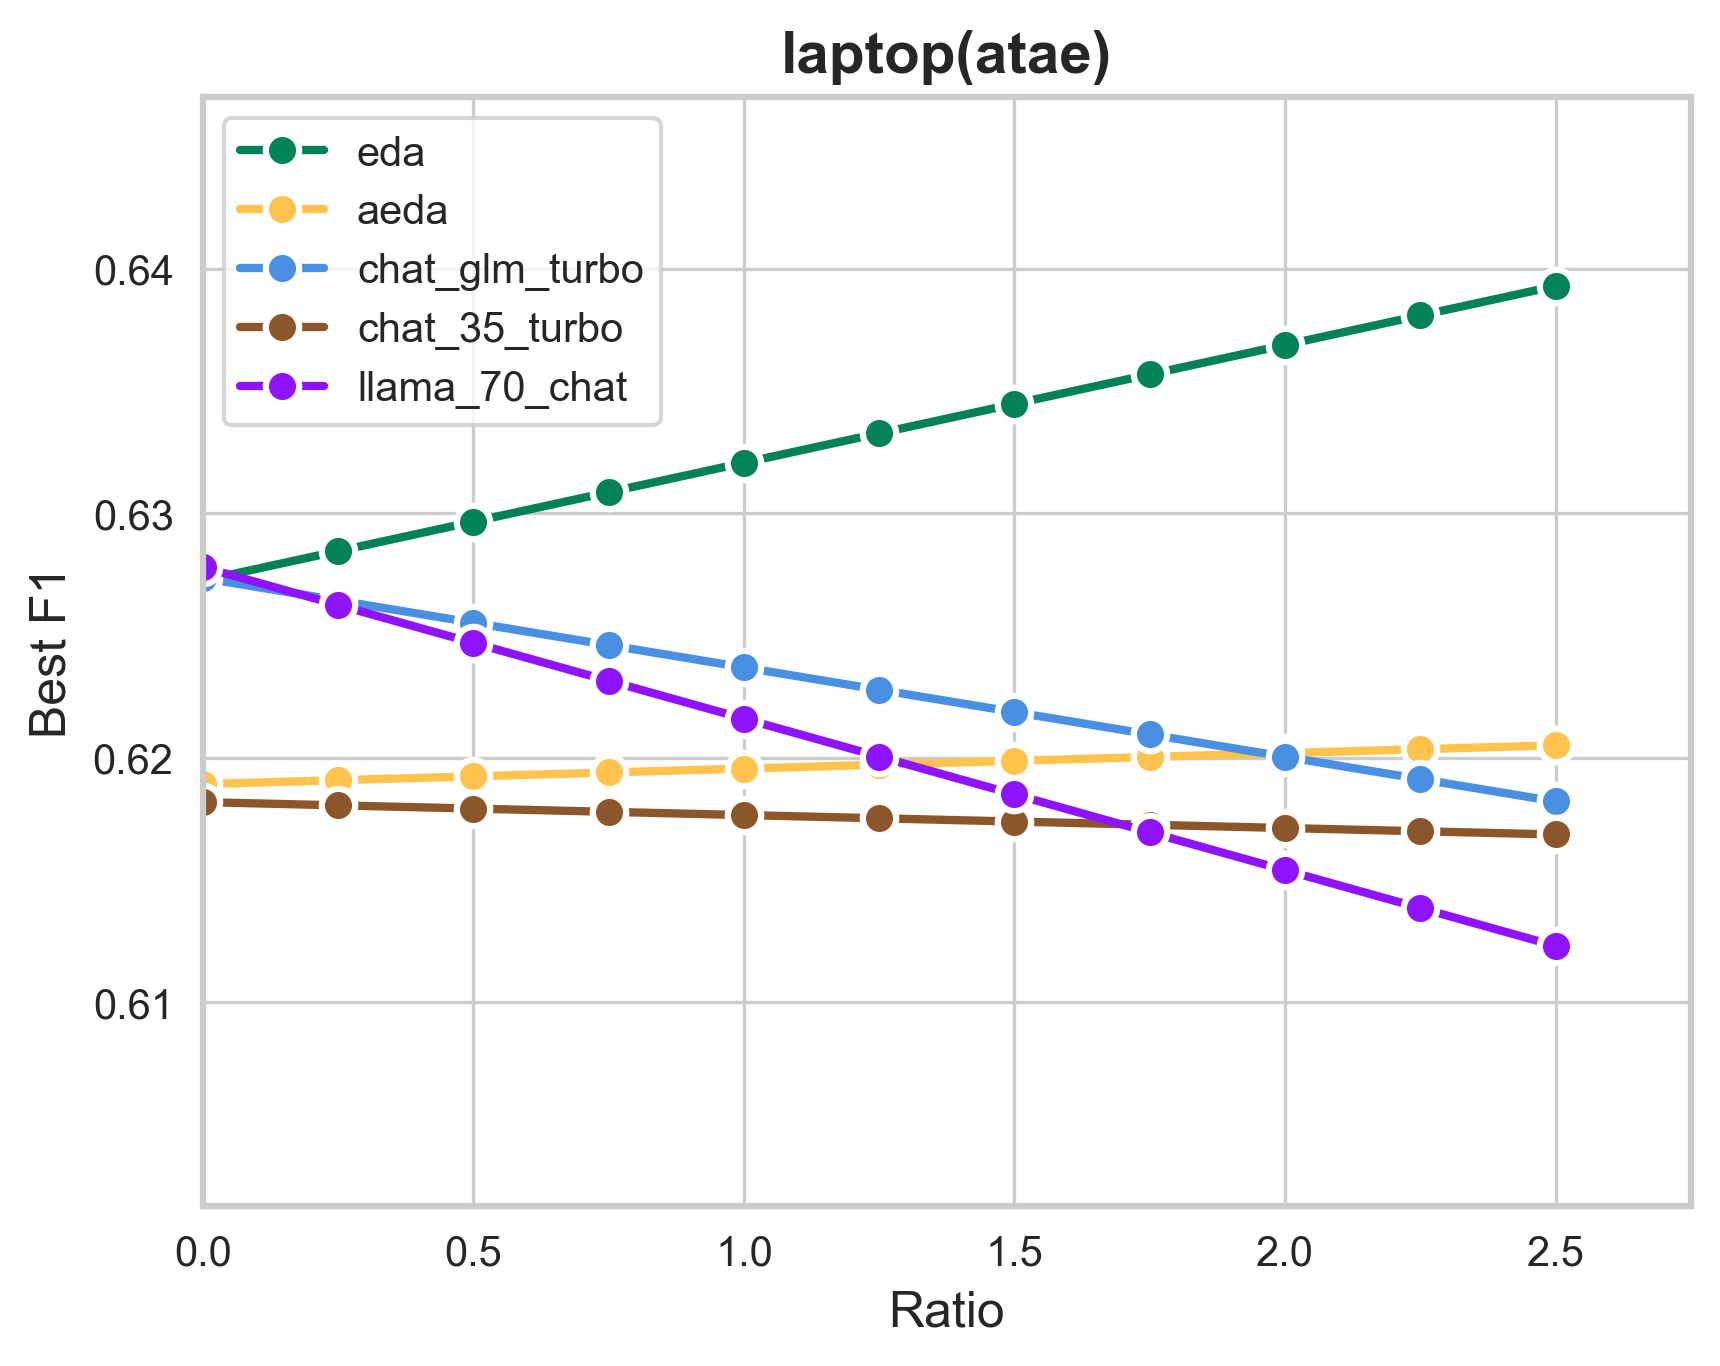 laptop(atae)
eda
aeda
chat_glm_turbo
chat_35_turbo
llama_70_chat
0.64
0.63
0.62
0.61
Best F1
0.0 0.5 1.0 1.5 2.0 2.5
Ratio